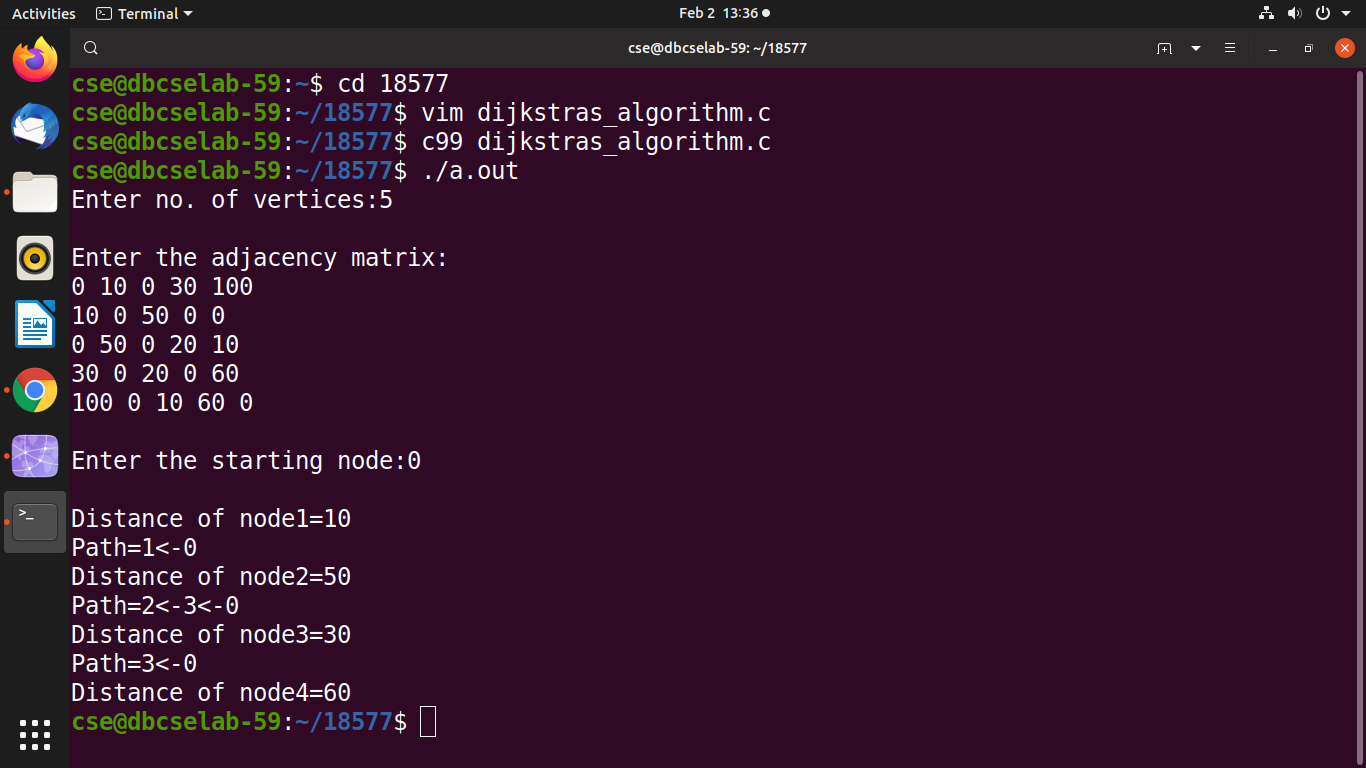 Activities Terminal Feb 2 13:36
cse@dbcselab-59: ~/18577
cse@dbcselab-59:~$ cd 18577
cse@dbcselab-59:~/18577$ vim dijkstras_algorithm.c
cse@dbcselab-59:~/18577$ c99 dijkstras_algorithm.c
cse@dbcselab-59:~/18577$ ./a.out
Enter no. of vertices:5
Enter the adjacency matrix:
0 10 0 30 100
10 0 50 0 0
0 50 0 20 10
30 0 20 0 60
100 0 10 60 0
Enter the starting node:0
Distance of node1=10
Path=1<-0
Distance of node2=50
Path=2<-3<-0
Distance of node3=30
Path=3<-0
Distance of node4=60
cse@dbcselab-59:~/18577$